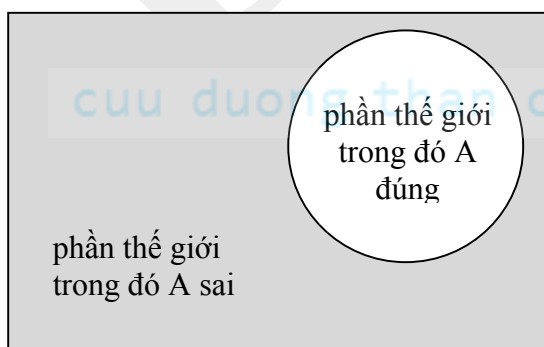 cuu duong than c
phần thế giới
trong đó A
đúng
phần thế giới
trong đó A sai